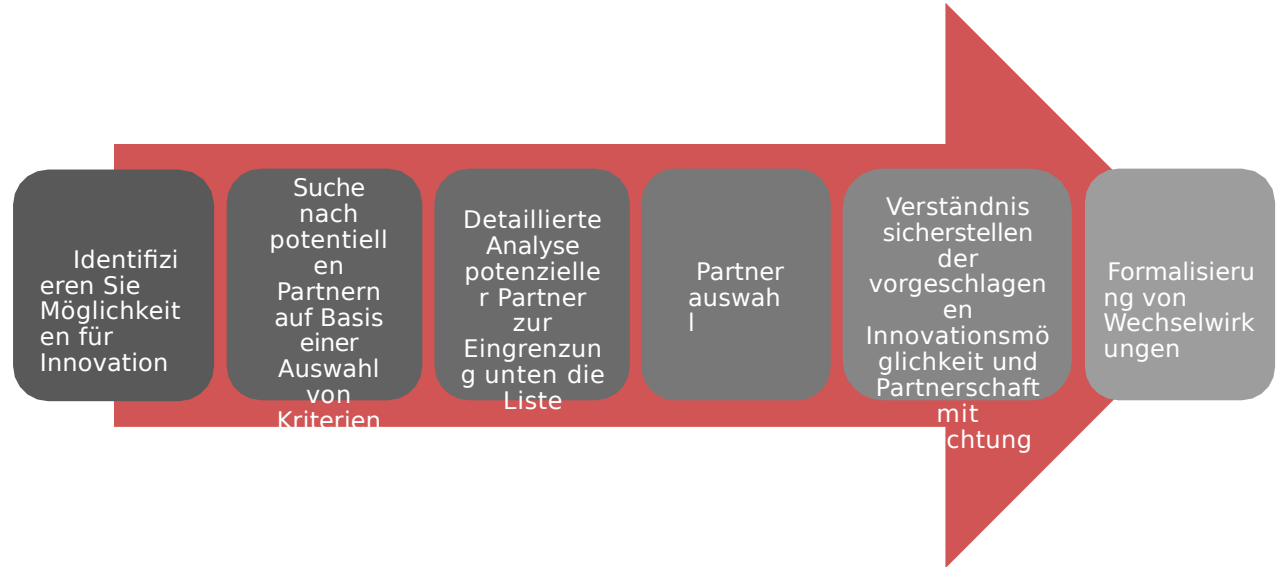 Identifizi
eren Sie
Möglichkeit
en für
Innovation
Suche
nach
potentiell
en
Partnern
auf Basis
einer
Auswahl
von
Kriterien
Detaillierte
Analyse
potenzielle
r Partner
zur
Eingrenzun
g unten die
Liste
Partner
auswah
l
Verständnis
sicherstellen
der
vorgeschlagen
en
Innovationsmö
glichkeit und
Partnerschaft
mit
chtung
Formalisieru
ng von
Wechselwirk
ungen